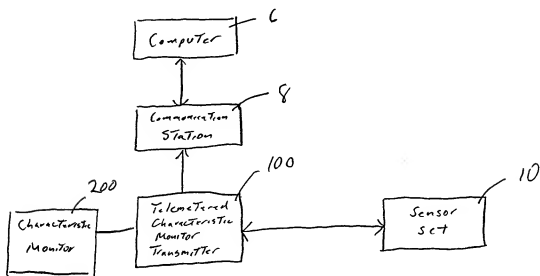 6
Computer
8
Communication
Station
100
200
Telemetered
Characteristic
Monitor
Transmitter
Characteristic
Monitor
10
Sensor
Set